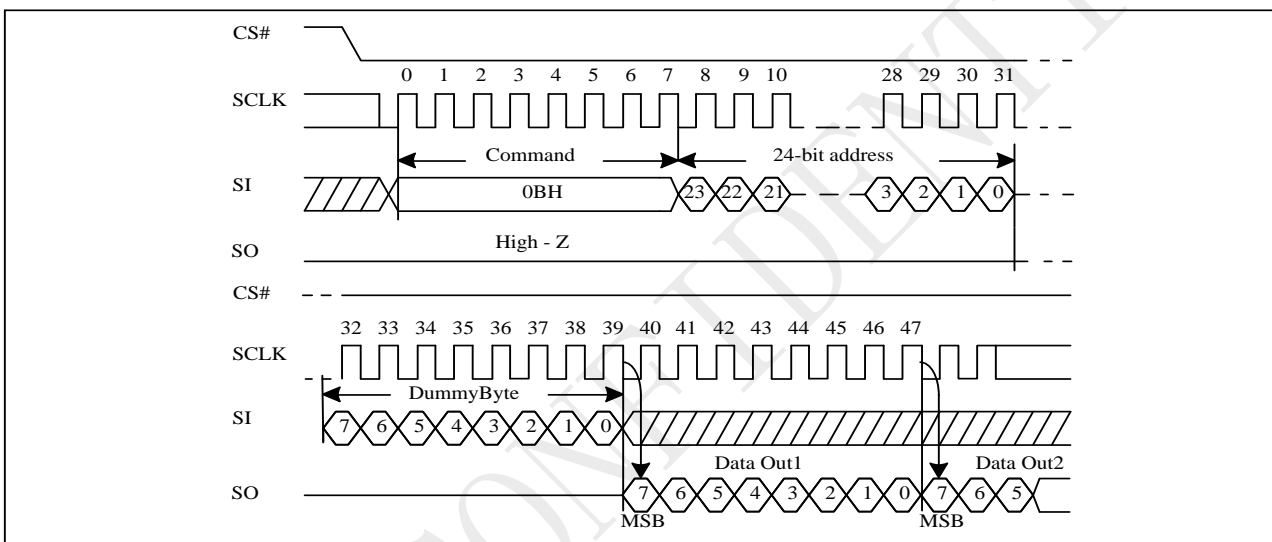 CS#
0 1 2 3 4 5 6 7 8 9 10 28 29 30 31
SCLK
Command 24-bit address
SI 0BH 23 22 21 3 2 1 0
High - Z
SO
CS#
32 33 34 35 36 37 38 39 40 41 42 43 44 45 46 47
SCLK
DummyByte
SI 7 6 5 4 3 2 1 0
Data Out1 Data Out2
SO 7 6 5 4 3 2 1 0 7 6 5
MSB MSB